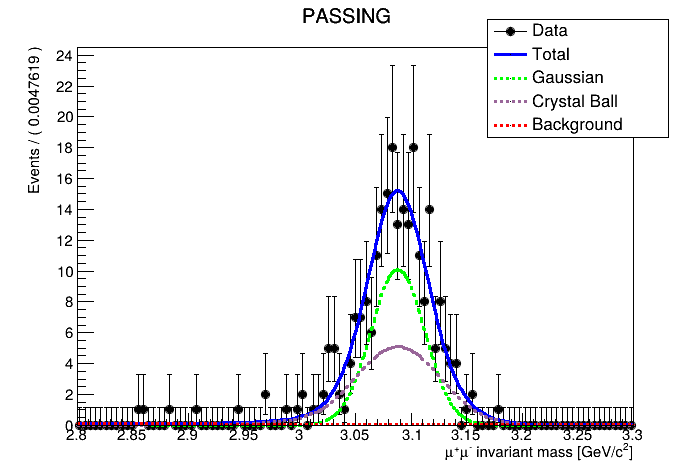 PASSING
Data
Total
Gaussian
Crystal Ball
Background
Events / ( 0.0047619 )
24
22
20
18
16
14
12
10
8
6
4
2
0
2.8 2.85 2.9 2.95 3 3.05 3.1 3.15 3.2 3.25 3.3
μ⁺μ⁻ invariant mass [GeV/c²]